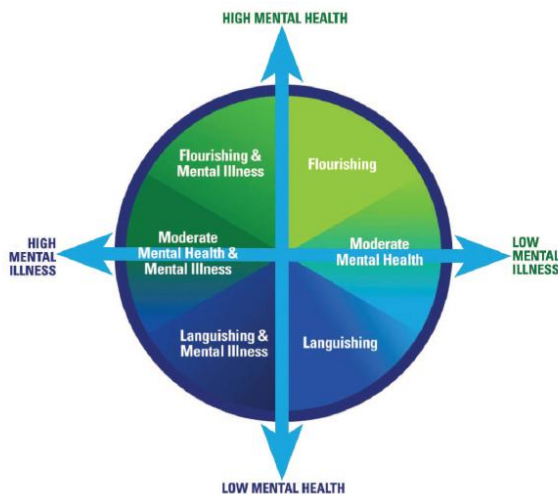 HIGH MENTAL HEALTH
Flourishing &
Mental Illness
Flourishing
HIGH
MENTAL
ILLNESS
Moderate
Mental Health &
Mental Illness
Moderate
Mental Health
LOW
MENTAL
ILLNESS
Languishing &
Mental Illness
Languishing
LOW MENTAL HEALTH